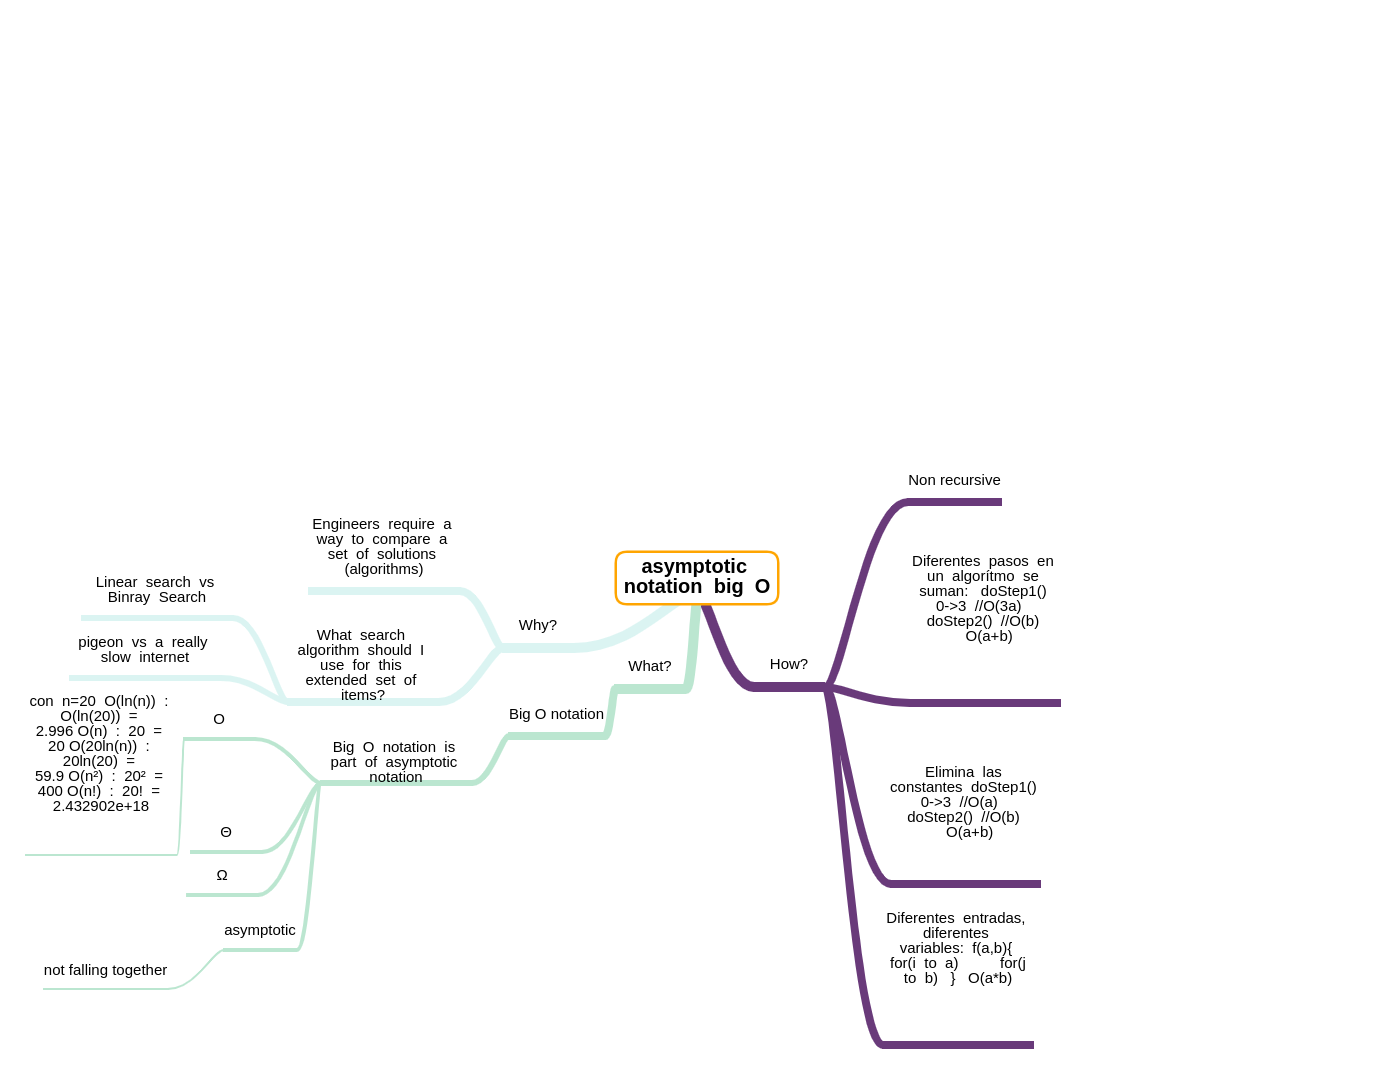 asymptotic
notation big O
Why?
Engineers require a
way to compare a
set of solutions
(algorithms)
What search
algorithm should I
use for this
extended set of
items?
Linear search vs
Binray Search
pigeon vs a really
slow internet
What?
Big O notation
Big O notation is
part of asymptotic
notation
O
con n=20 O(ln(n)) :
O(ln(20)) =
2.996 O(n) : 20 =
20 O(20ln(n)) :
20ln(20) =
59.9 O(n²) : 20² =
400 O(n!) : 20! =
2.432902e+18
Θ
Ω
asymptotic
not falling together
How?
Non recursive
Diferentes pasos en
un algorítmo se
suman: doStep1()
0->3 //O(3a)
doStep2() //O(b)
O(a+b)
Elimina las
constantes doStep1()
0->3 //O(a)
doStep2() //O(b)
O(a+b)
Diferentes entradas,
diferentes
variables: f(a,b){
for(i to a) for(j
to b) } O(a*b)